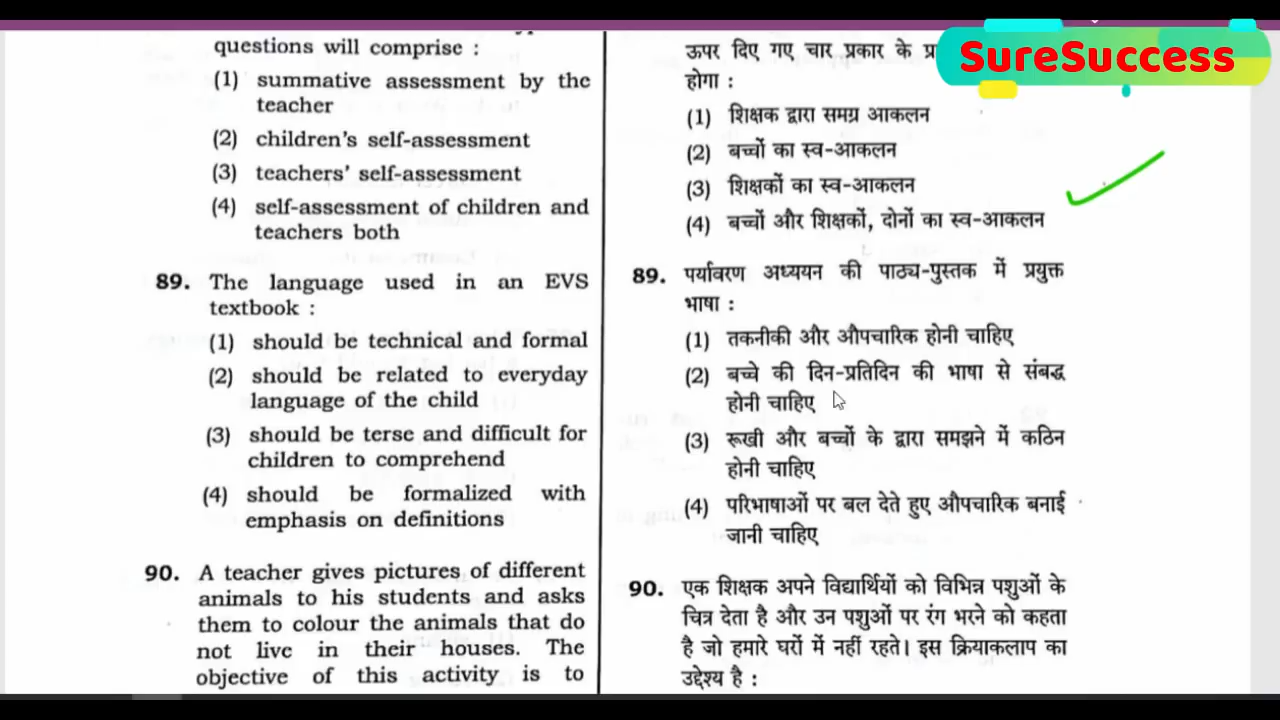 questions will comprise :
(1) summative assessment by the
teacher
(2) children's self-assessment
(3) teachers' self-assessment
(4) self-assessment of children and
teachers both
89. The language used in an EVS
textbook :
(1) should be technical and formal
(2) should be related to everyday
language of the child
(3) should be terse and difficult for
children to comprehend
(4) should be formalized with
emphasis on definitions
90. A teacher gives pictures of different
animals to his students and asks
them to colour the animals that do
not live in their houses. The
objective of this activity is to
ऊपर दिए गए चार प्रकार के
होगा :
(1) शिक्षक द्वारा समग्र आकलन
(2) बच्चों का स्व-आकलन
(3) शिक्षकों का स्व-आकलन
(4) बच्चों और शिक्षकों, दोनों का स्व-आकलन
89. पर्यावरण अध्ययन की पाठ्य-पुस्तक में प्रयुक्त
भाषा :
(1) तकनीकी और औपचारिक होनी चाहिए
(2) बच्चे की दिन-प्रतिदिन की भाषा से संबद्ध
होनी चाहिए
(3) रूखी और बच्चों के द्वारा समझने में कठिन
होनी चाहिए
(4) परिभाषाओं पर बल देते हुए औपचारिक बनाई
जानी चाहिए
90. एक शिक्षक अपने विद्यार्थियों को विभिन्न पशुओं के
चित्र देता है और उन पशुओं पर रंग भरने को कहता
है जो हमारे घरों में नहीं रहते। इस क्रियाकलाप का
उद्देश्य है :
SureSuccess